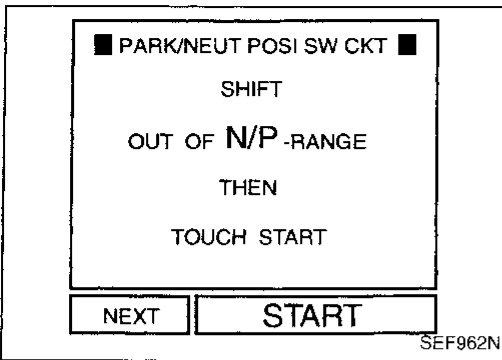 ■ PARK/NEUT POSI SW CKT ■
SHIFT
OUT OF N/P -RANGE
THEN
TOUCH START
NEXT START
SEF962N